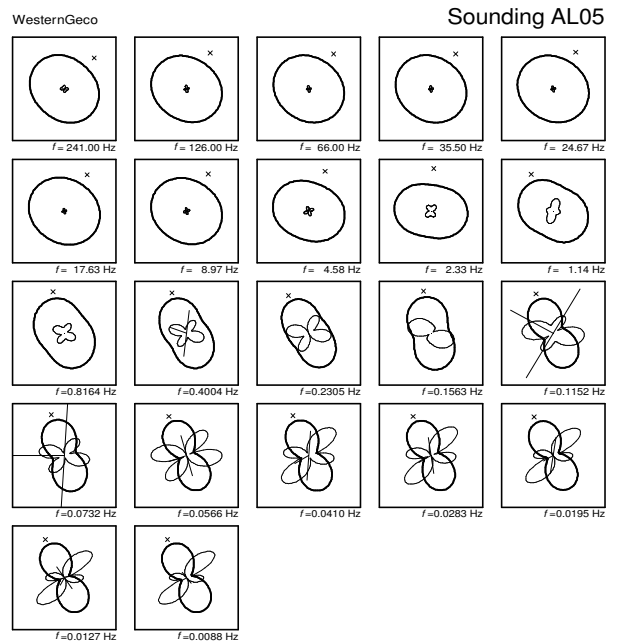 WesternGeco
Sounding AL05
f = 241.00 Hz
f = 126.00 Hz
f = 66.00 Hz
f = 35.50 Hz
f = 24.67 Hz
f = 17.63 Hz
f = 8.97 Hz
f = 4.58 Hz
f = 2.33 Hz
f = 1.14 Hz
f=0.8164 Hz
f=0.4004 Hz
f=0.2305 Hz
f=0.1563 Hz
f=0.1152 Hz
f=0.0732 Hz
f=0.0566 Hz
f=0.0410 Hz
f=0.0283 Hz
f=0.0195 Hz
f=0.0127 Hz
f=0.0088 Hz